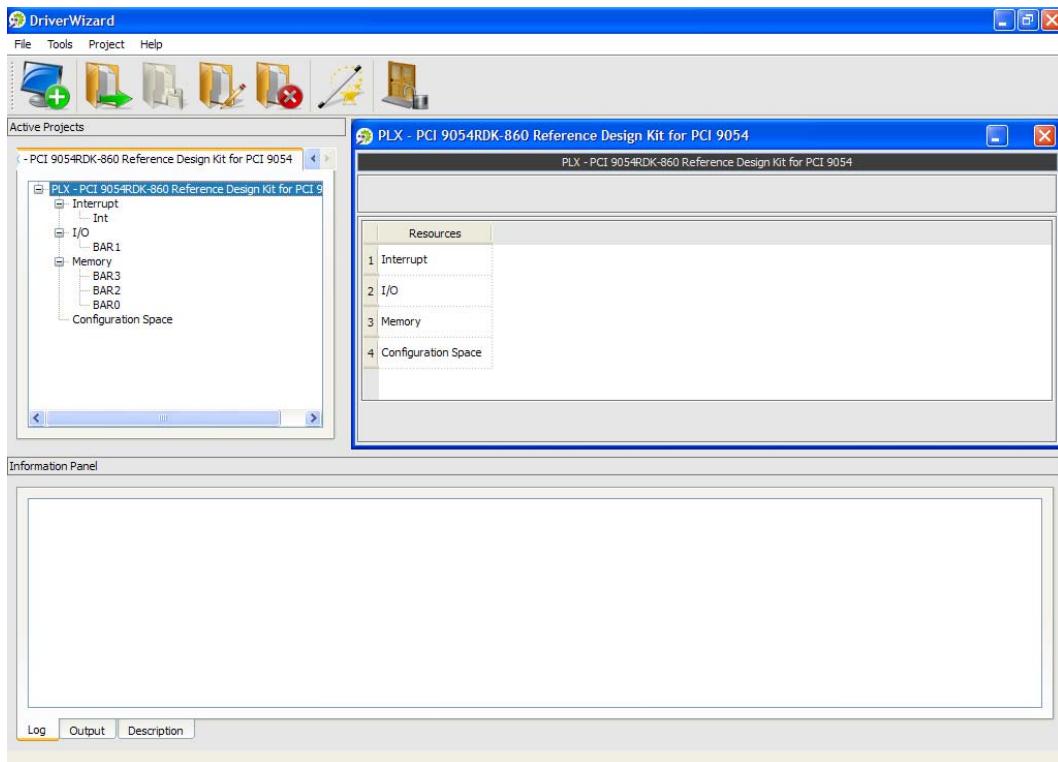 DriverWizard
File Tools Project Help
Active Projects
- PCI 9054RDK-860 Reference Design Kit for PCI 9054
PLX - PCI 9054RDK-860 Reference Design Kit for PCI 9
Interrupt
Int
I/O
BAR1
Memory
BAR3
BAR2
BAR0
Configuration Space
PLX - PCI 9054RDK-860 Reference Design Kit for PCI 9054
PLX - PCI 9054RDK-860 Reference Design Kit for PCI 9054
Resources
1 Interrupt
2 I/O
3 Memory
4 Configuration Space
Information Panel
Log Output Description